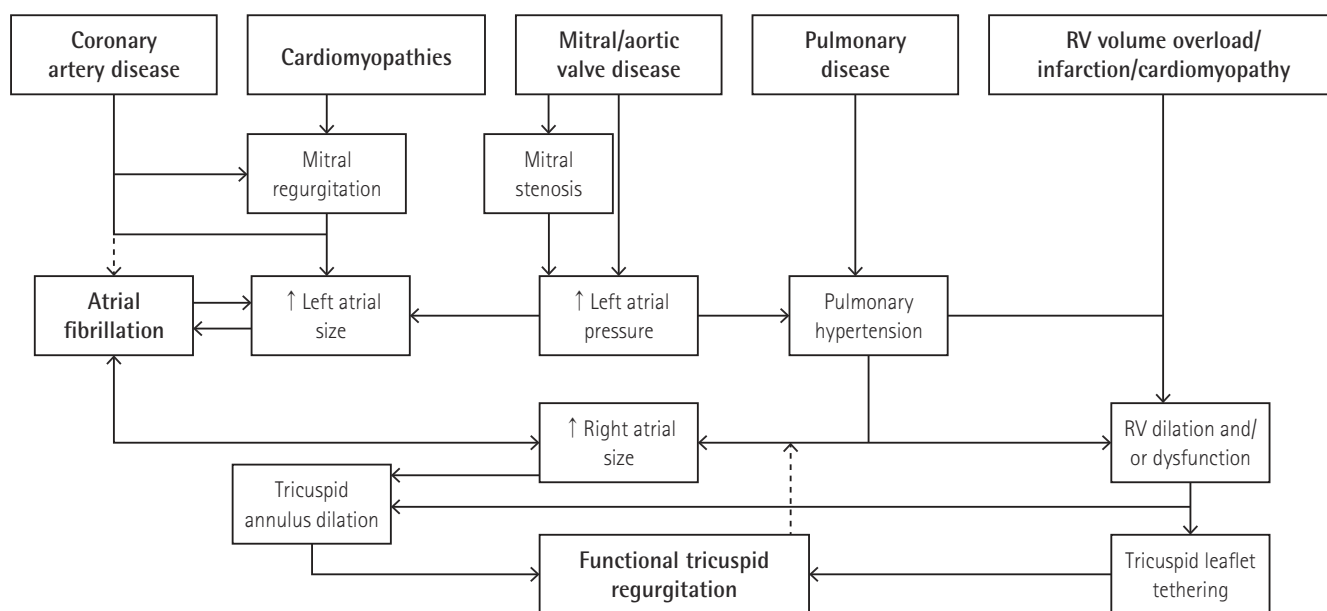 Coronary
artery disease
Cardiomyopathies
Mitral/aortic
valve disease
Pulmonary
disease
RV volume overload/
infarction/cardiomyopathy
Mitral
regurgitation
Mitral
stenosis
Atrial
fibrillation
↑ Left atrial
size
↑ Left atrial
pressure
Pulmonary
hypertension
↑ Right atrial
size
RV dilation and/
or dysfunction
Tricuspid
annulus dilation
Functional tricuspid
regurgitation
Tricuspid leaflet
tethering